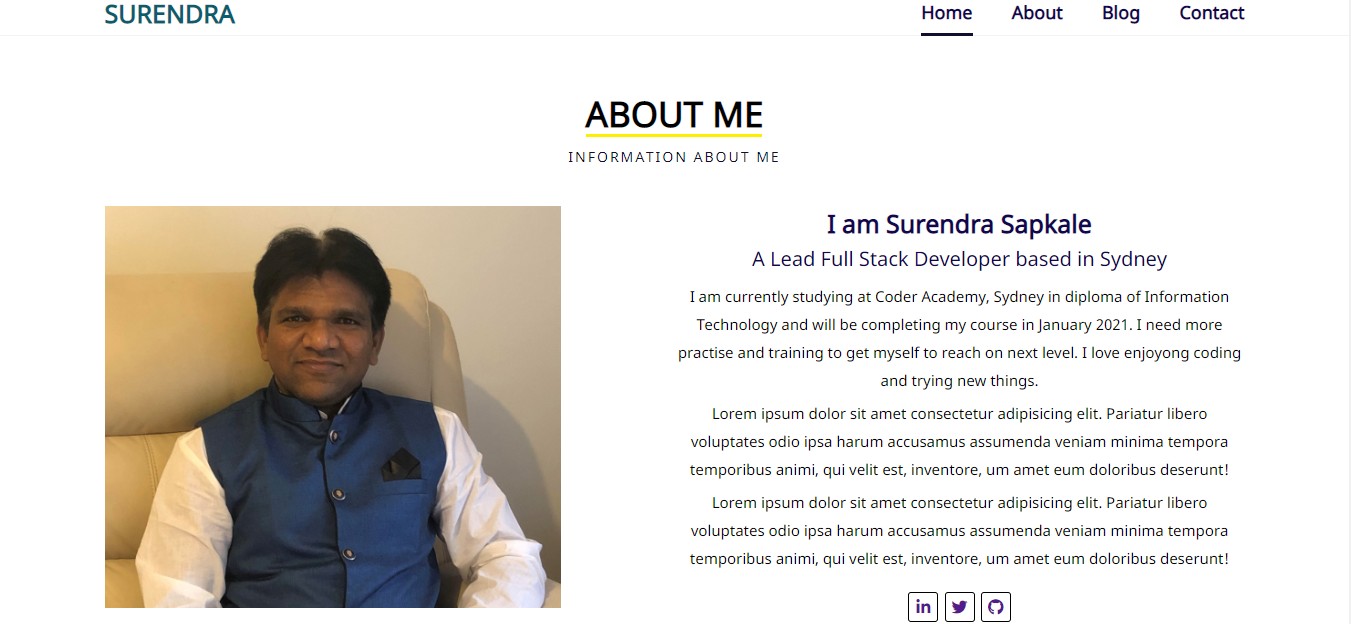 SURENDRA
Home About Blog Contact
ABOUT ME
INFORMATION ABOUT ME
I am Surendra Sapkale
A Lead Full Stack Developer based in Sydney
I am currently studying at Coder Academy, Sydney in diploma of Information
Technology and will be completing my course in January 2021. I need more
practise and training to get myself to reach on next level. I love enjoyong coding
and trying new things.
Lorem ipsum dolor sit amet consectetur adipisicing elit. Pariatur libero
voluptates odio ipsa harum accusamus assumenda veniam minima tempora
temporibus animi, qui velit est, inventore, um amet eum doloribus deserunt!
Lorem ipsum dolor sit amet consectetur adipisicing elit. Pariatur libero
voluptates odio ipsa harum accusamus assumenda veniam minima tempora
temporibus animi, qui velit est, inventore, um amet eum doloribus deserunt!
in